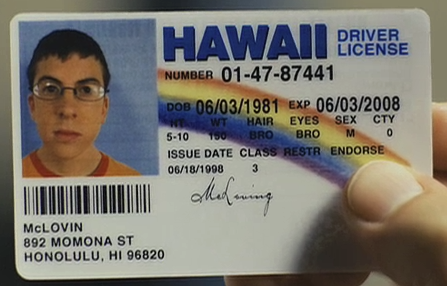 HAWAII DRIVER LICENSE
NUMBER 01-47-87441
DOB 06/03/1981 EXP 06/03/2008
HT WT HAIR EYES SEX CTY
5-10 150 BRO BRO M 0
ISSUE DATE CLASS RESTR ENDORSE
06/18/1998 3
McLoving
McLOVIN
892 MOMONA ST
HONOLULU, HI 96820